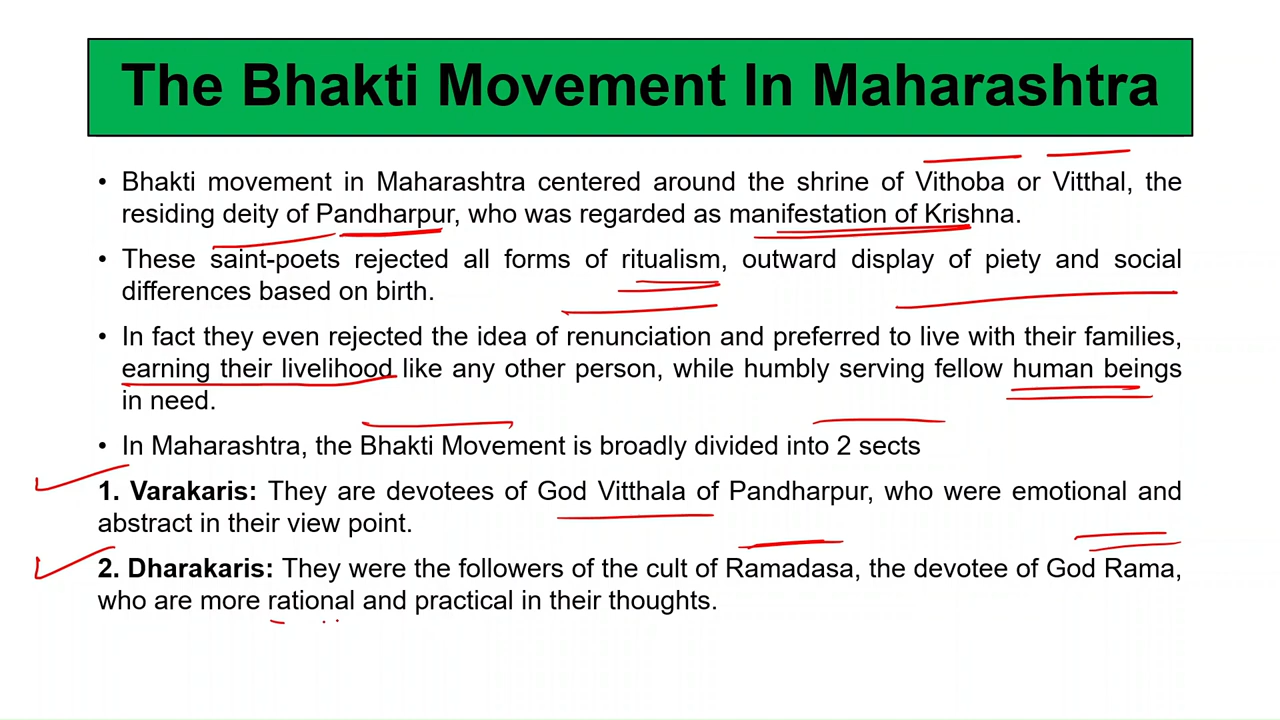 The Bhakti Movement In Maharashtra
• Bhakti movement in Maharashtra centered around the shrine of Vithoba or Vitthal, the
residing deity of Pandharpur, who was regarded as manifestation of Krishna.
• These saint-poets rejected all forms of ritualism, outward display of piety and social
differences based on birth.
• In fact they even rejected the idea of renunciation and preferred to live with their families,
earning their livelihood like any other person, while humbly serving fellow human beings
in need.
• In Maharashtra, the Bhakti Movement is broadly divided into 2 sects
1. Varakaris: They are devotees of God Vitthala of Pandharpur, who were emotional and
abstract in their view point.
2. Dharakaris: They were the followers of the cult of Ramadasa, the devotee of God Rama,
who are more rational and practical in their thoughts.